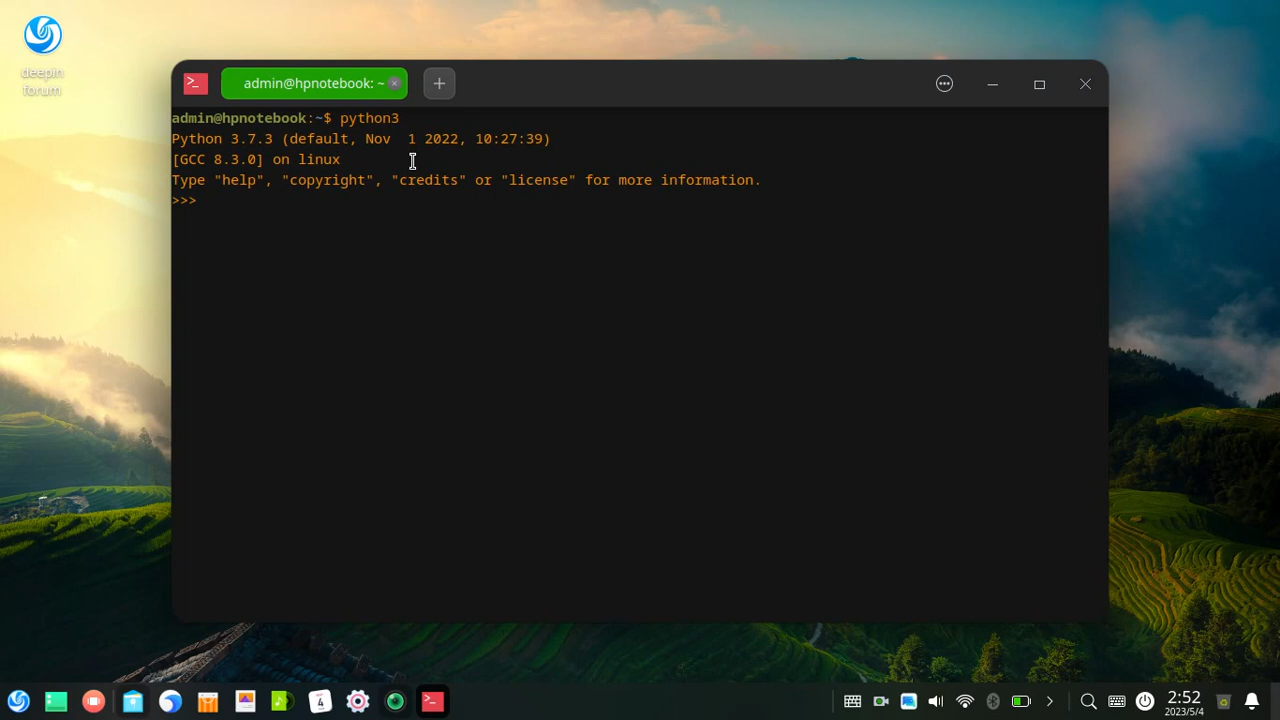 deepin
forum
admin@hpnotebook: ~
admin@hpnotebook:~$ python3
Python 3.7.3 (default, Nov  1 2022, 10:27:39)
[GCC 8.3.0] on linux
Type "help", "copyright", "credits" or "license" for more information.
>>>
4
2:52
2023/5/4